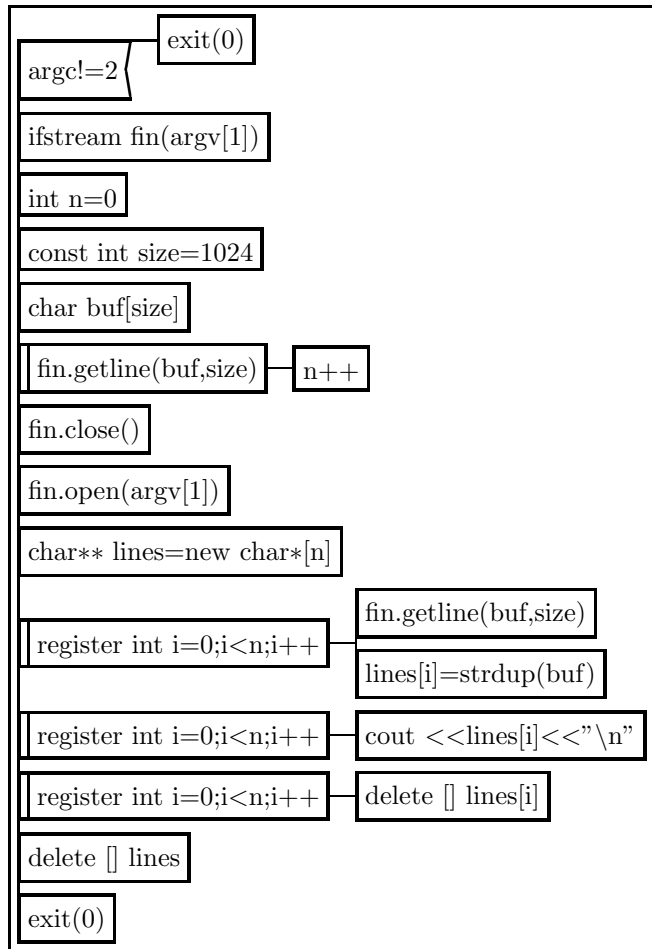 exit(0)
argc!=2
ifstream fin(argv[1])
int n=0
const int size=1024
char buf[size]
fin.getline(buf,size) n++
fin.close()
fin.open(argv[1])
char** lines=new char*[n]
fin.getline(buf,size)
register int i=0;i<n;i++
lines[i]=strdup(buf)
register int i=0;i<n;i++ cout <<lines[i]<<”\n”
register int i=0;i<n;i++ delete [] lines[i]
delete [] lines
exit(0)